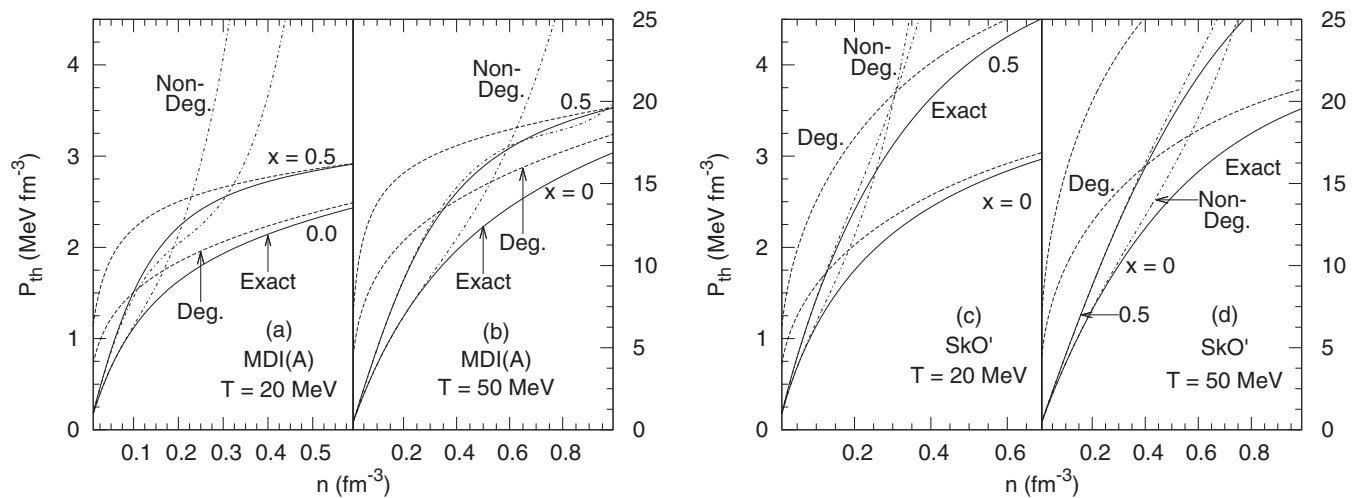 P_th (MeV fm^-3)
4
3
2
1
0
Non-
Deg.
x = 0.5
0.0
Exact
Deg.
(a)
MDI(A)
T = 20 MeV
0.1 0.2 0.3 0.4 0.5
Non-
Deg.
0.5
x = 0
Deg.
Exact
(b)
MDI(A)
T = 50 MeV
0.2 0.4 0.6 0.8
25
20
15
10
5
0
n (fm^-3)
P_th (MeV fm^-3)
4
3
2
1
0
Non-
Deg.
0.5
Deg.
Exact
x = 0
(c)
SkO'
T = 20 MeV
0.2 0.4 0.6
Deg.
Exact
Non-
Deg.
x = 0
0.5
(d)
SkO'
T = 50 MeV
0.2 0.4 0.6 0.8
25
20
15
10
5
0
n (fm^-3)